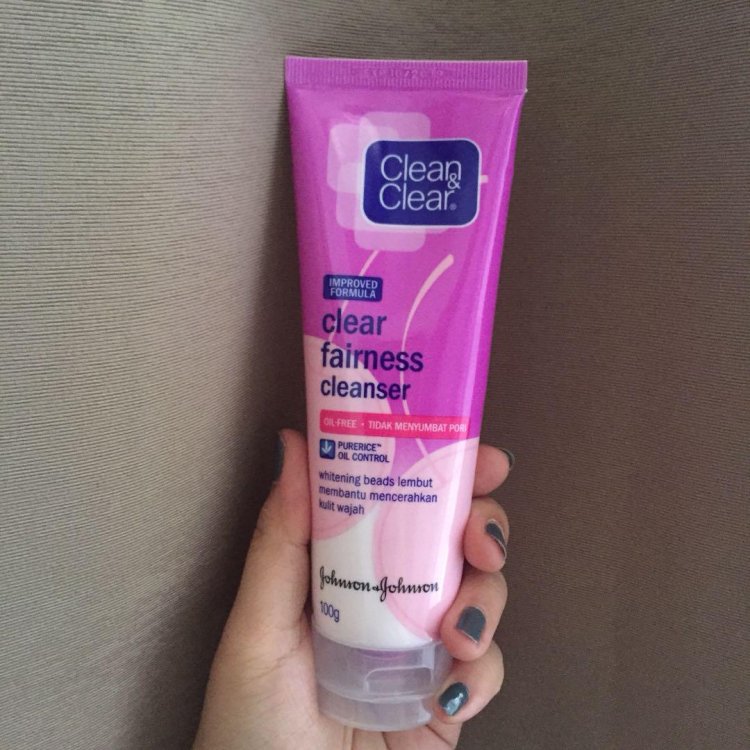 Clean
&
Clear®
IMPROVED
FORMULA
clear
fairness
cleanser
OIL-FREE • TIDAK MENYUMBAT PORI
PURERICE™
OIL CONTROL
whitening beads lembut
membantu mencerahkan
kulit wajah
Johnson & Johnson
100g